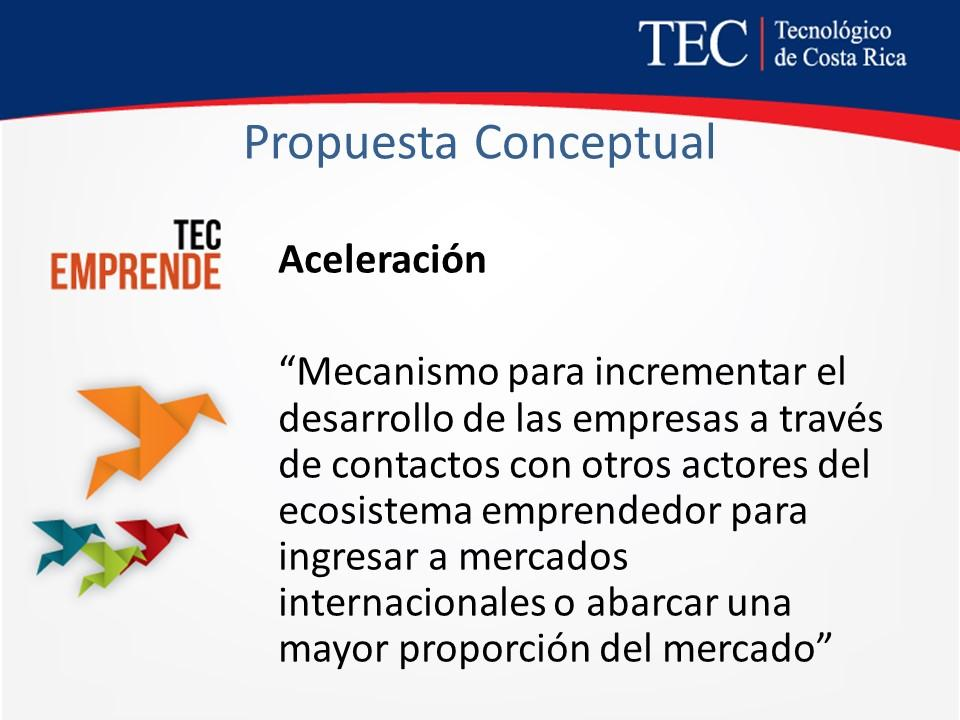 TEC | Tecnológico
de Costa Rica
Propuesta Conceptual
TEC
EMPRENDE
Aceleración
“Mecanismo para incrementar el
desarrollo de las empresas a través
de contactos con otros actores del
ecosistema emprendedor para
ingresar a mercados
internacionales o abarcar una
mayor proporción del mercado”